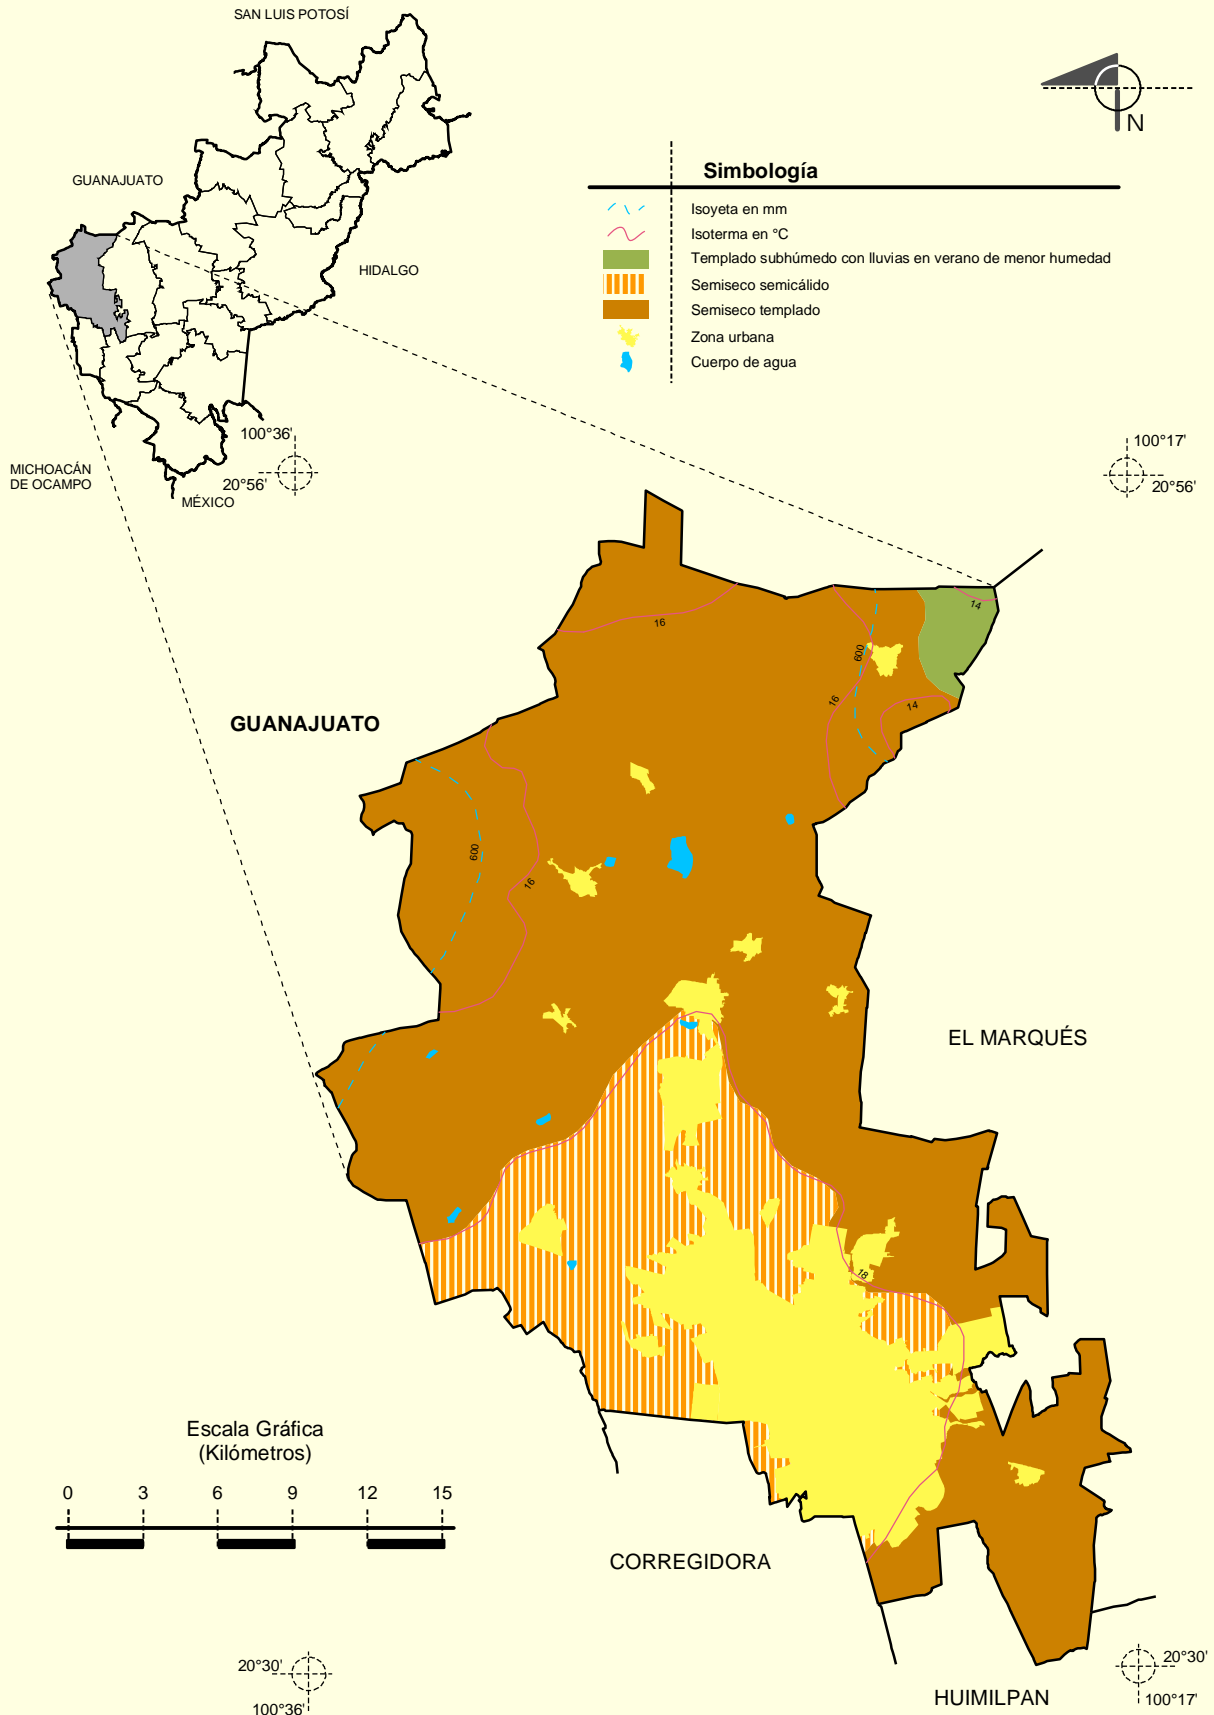 SAN LUIS POTOSÍ
GUANAJUATO
HIDALGO
MICHOACÁN
DE OCAMPO
MÉXICO
N
Simbología
Isoyeta en mm
Isoterma en °C
Templado subhúmedo con lluvias en verano de menor humedad
Semiseco semicálido
Semiseco templado
Zona urbana
Cuerpo de agua
100°36'
20°56'
100°17'
20°56'
14
16
600
16
14
GUANAJUATO
600
16
EL MARQUÉS
18
Escala Gráfica
(Kilómetros)
0 3 6 9 12 15
CORREGIDORA
20°30'
100°36'
20°30'
100°17'
HUIMILPAN